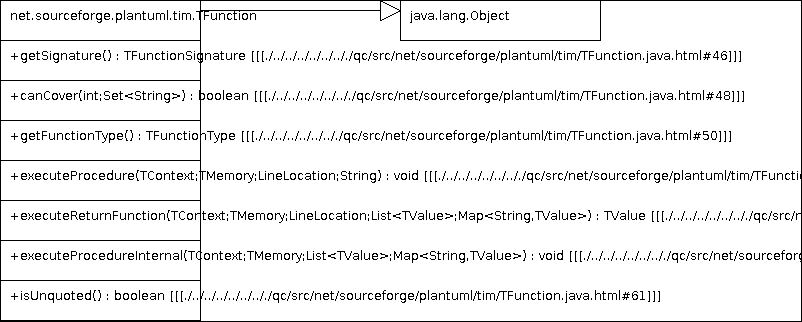 net.sourceforge.plantuml.tim.TFunction
java.lang.Object
+getSignature() : TFunctionSignature [[[./../../../../../../qc/src/net/sourceforge/plantuml/tim/TFunction.java.html#46]]]
+canCover(int;Set<String>) : boolean [[[./../../../../../../qc/src/net/sourceforge/plantuml/tim/TFunction.java.html#48]]]
+getFunctionType() : TFunctionType [[[./../../../../../../qc/src/net/sourceforge/plantuml/tim/TFunction.java.html#50]]]
+executeProcedure(TContext;TMemory;LineLocation;String) : void [[[./../../../../../../qc/src/net/sourceforge/plantuml/tim/TFunctio
+executeReturnFunction(TContext;TMemory;LineLocation;List<TValue>;Map<String,TValue>) : TValue [[[./../../../../../../qc/src/n
+executeProcedureInternal(TContext;TMemory;List<TValue>;Map<String,TValue>) : void [[[./../../../../../../qc/src/net/sourceforg
+isUnquoted() : boolean [[[./../../../../../../qc/src/net/sourceforge/plantuml/tim/TFunction.java.html#61]]]